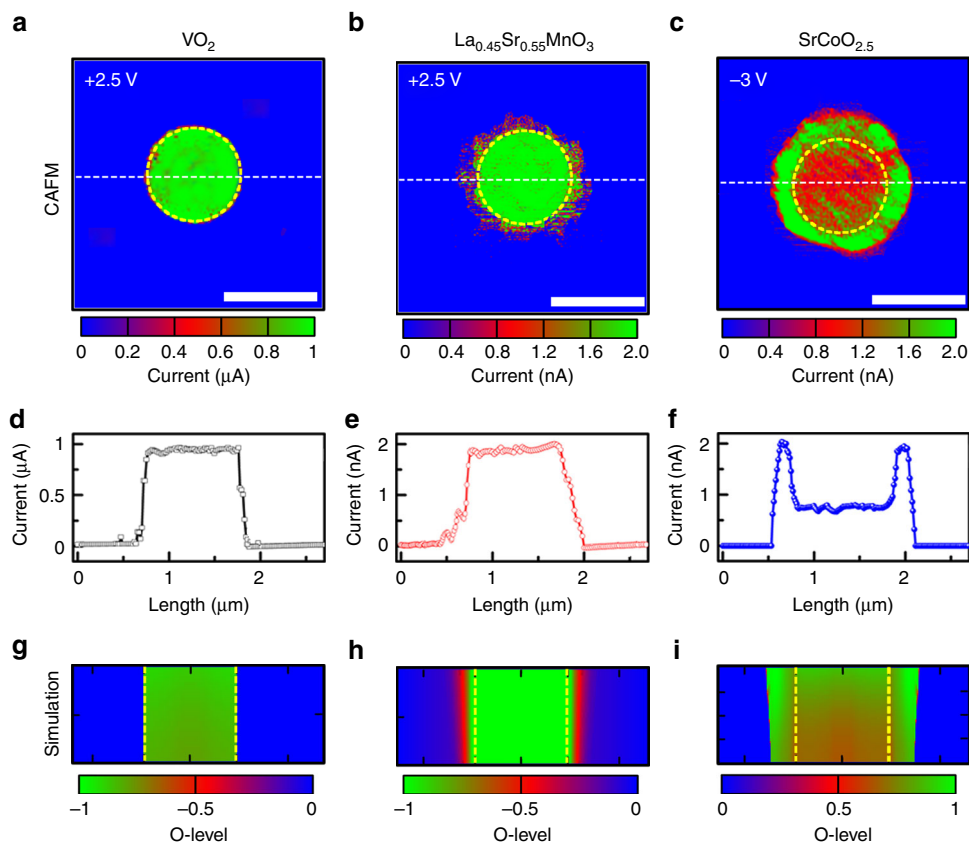 a
VO2
b
La0.45Sr0.55MnO3
c
SrCoO2.5
CAFM
+2.5 V
+2.5 V
–3 V
0 0.2 0.6 0.8 1
0 0.4 0.8 1.2 1.6 2.0
0 0.4 0.8 1.2 1.6 2.0
Current (μA)
Current (nA)
Current (nA)
d
e
f
Current (μA)
1
0.5
0
0 1 2
Length (μm)
Current (nA)
2
1
0
0 1 2
Length (μm)
Current (nA)
2
1
0
0 1 2
Length (μm)
g
h
i
Simulation
–1 –0.5 0
–1 –0.5 0
0 0.5 1
O-level
O-level
O-level